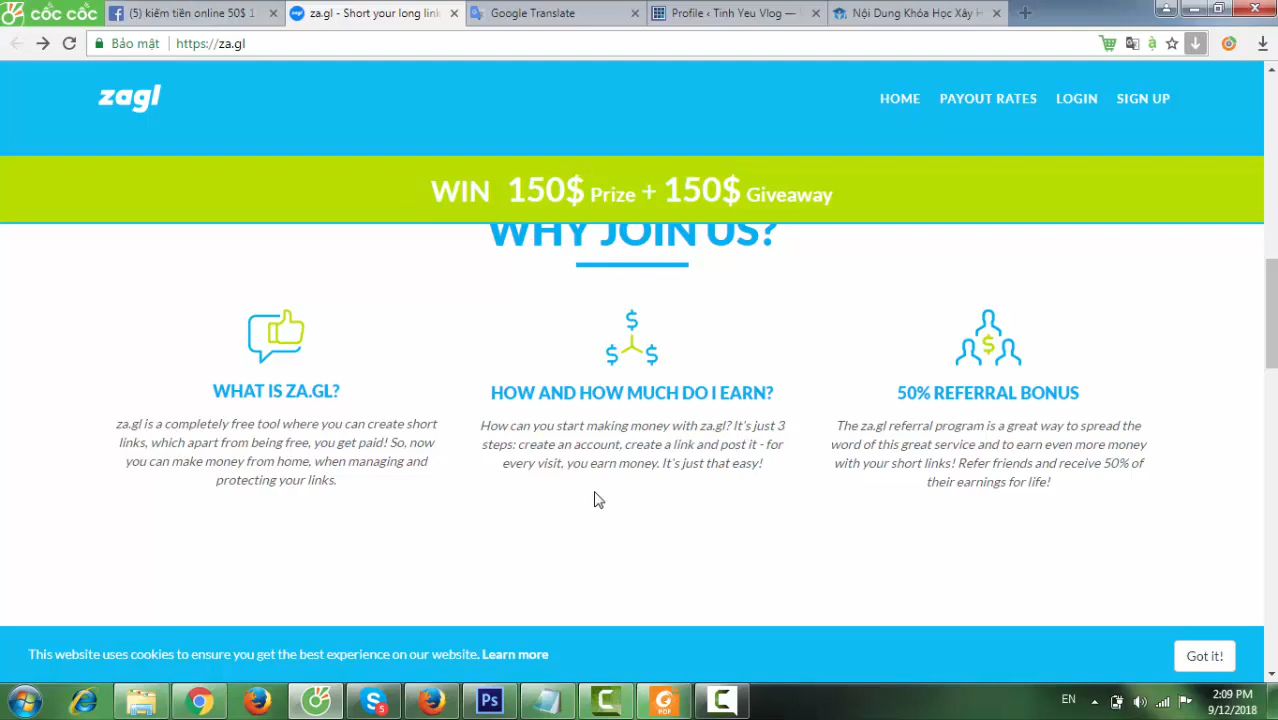 cốc cốc
(5) kiếm tiền online 50$ 1
za.gl - Short your long link
Google Translate
Profile ‹ Tinh Yeu Vlog —
Nội Dung Khóa Học Xây H
Bảo mật
https://za.gl
zagl
HOME PAYOUT RATES LOGIN SIGN UP
WIN 150$ Prize + 150$ Giveaway
WHY JOIN US?
WHAT IS ZA.GL?
za.gl is a completely free tool where you can create short
links, which apart from being free, you get paid! So, now
you can make money from home, when managing and
protecting your links.
HOW AND HOW MUCH DO I EARN?
How can you start making money with za.gl? It's just 3
steps: create an account, create a link and post it - for
every visit, you earn money. It's just that easy!
50% REFERRAL BONUS
The za.gl referral program is a great way to spread the
word of this great service and to earn even more money
with your short links! Refer friends and receive 50% of
their earnings for life!
This website uses cookies to ensure you get the best experience on our website. Learn more
Got it!
EN
2:09 PM
9/12/2018